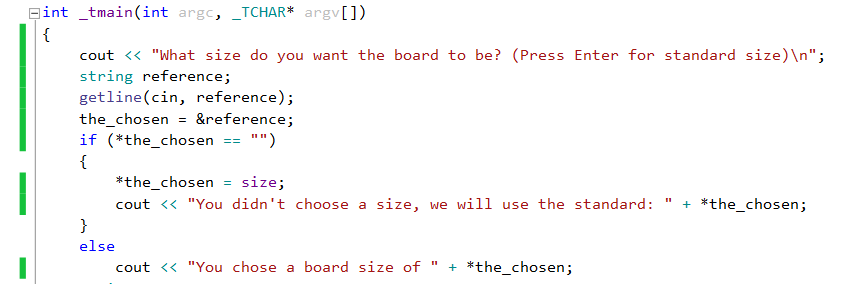 int _tmain(int argc, _TCHAR* argv[])
{
cout << "What size do you want the board to be? (Press Enter for standard size)\n";
string reference;
getline(cin, reference);
the_chosen = &reference;
if (*the_chosen == "")
{
*the_chosen = size;
cout << "You didn't choose a size, we will use the standard: " + *the_chosen;
}
else
cout << "You chose a board size of " + *the_chosen;